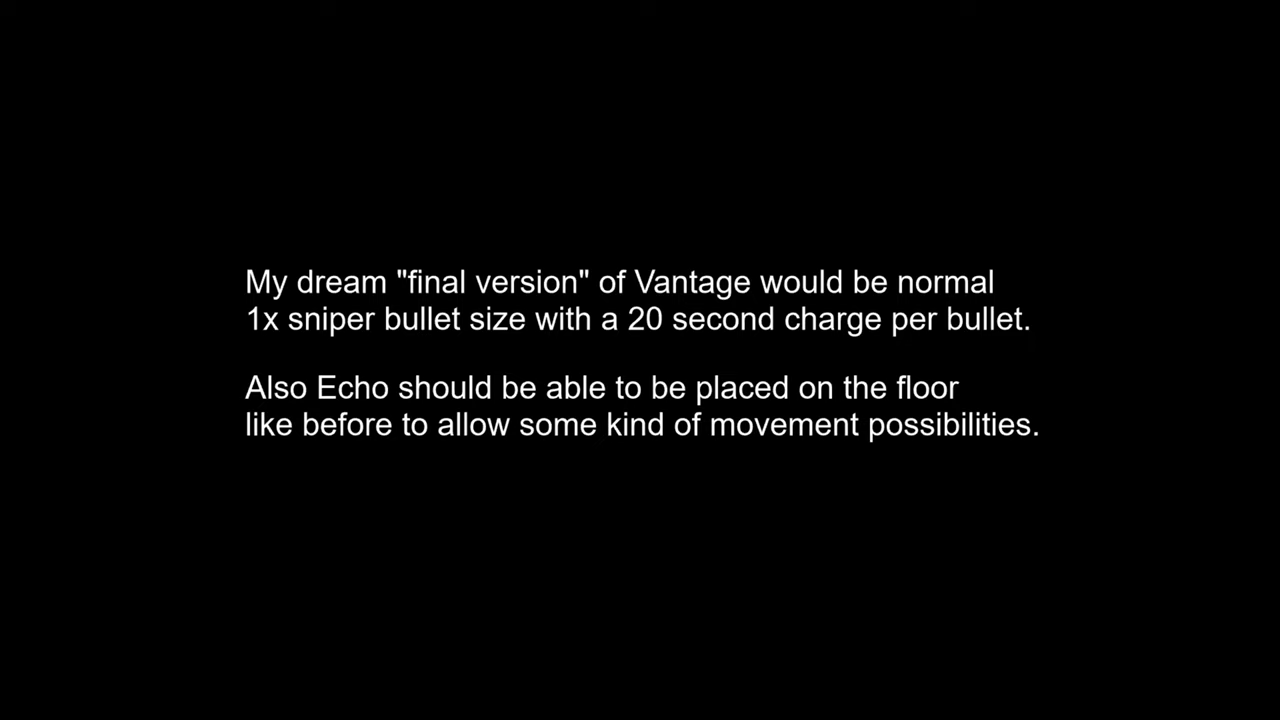 My dream "final version" of Vantage would be normal
1x sniper bullet size with a 20 second charge per bullet.
Also Echo should be able to be placed on the floor
like before to allow some kind of movement possibilities.